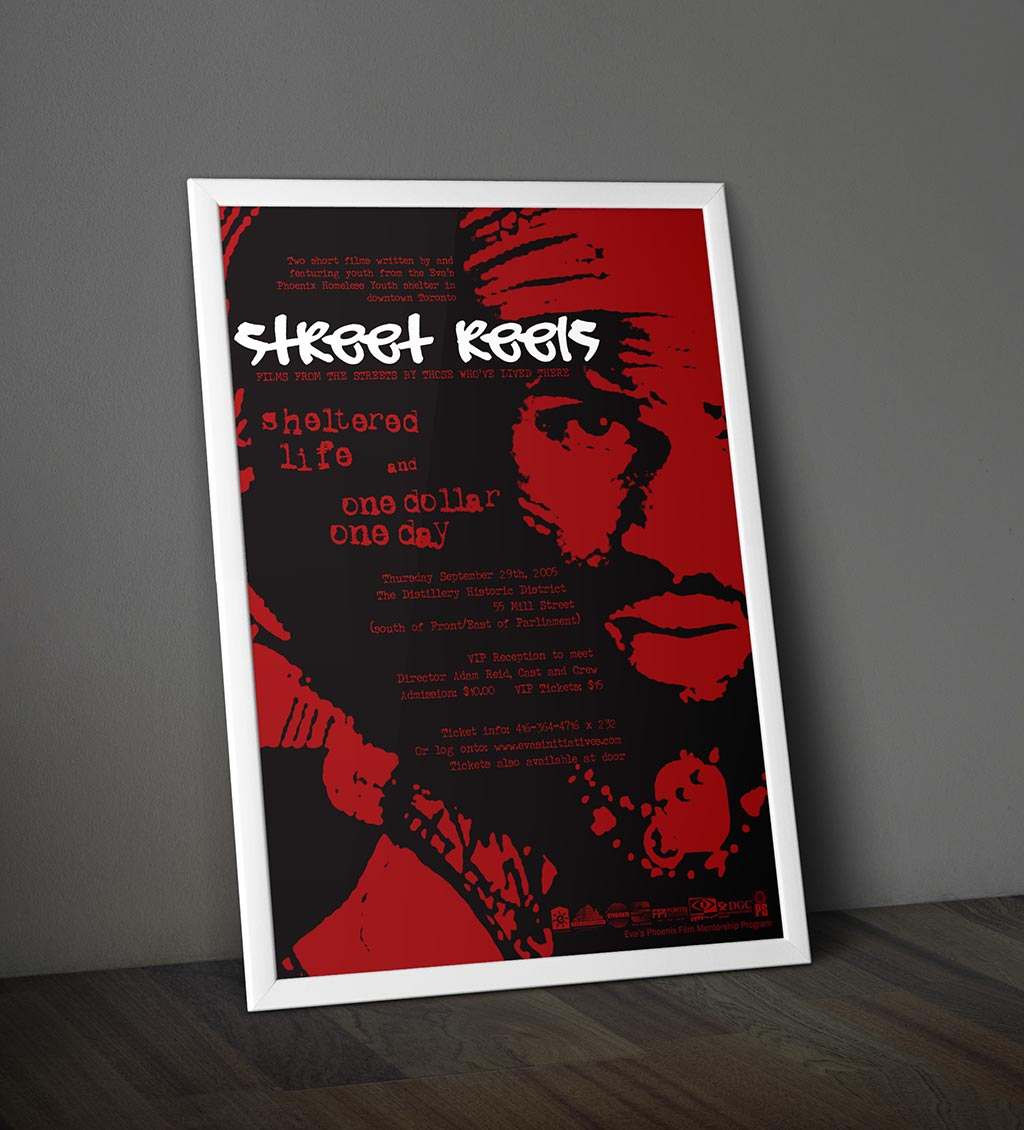 Two short films written by and
featuring youth from the Eva's
Phoenix Homeless Youth shelter in
downtown Toronto
STREET REELS
FILMS FROM THE STREETS BY THOSE WHO'VE LIVED THERE
sheltered
life and
one dollar
one day
Thursday September 29th, 2005
The Distillery Historic District
55 Mill Street
(south of Front/East of Parliament)
VIP Reception to meet
Director Adam Reid, Cast and Crew
Admission: $10.00 VIP Tickets: $15
Ticket info: 416-364-4716 x 232
Or log onto: www.evasinitiatives.com
Tickets also available at door
FPI DGC PS
Eva's Phoenix Film Mentorship Program